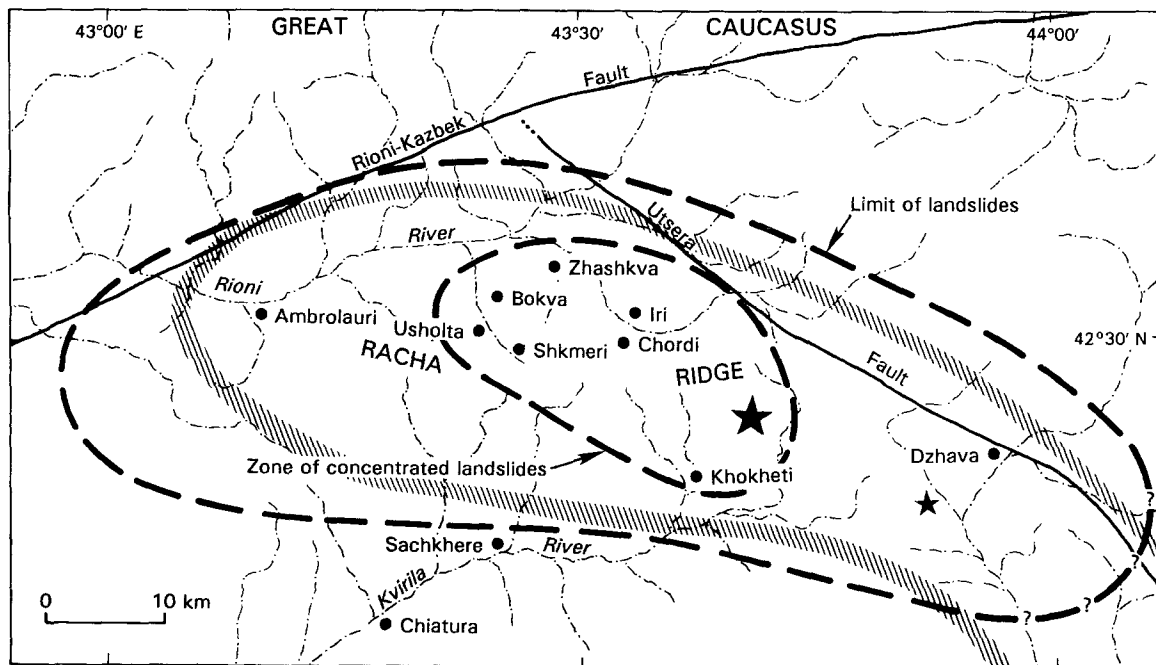 43°00′ E
GREAT
43°30′
CAUCASUS
44°00′
Fault
Rioni-Kazbek
Limit of landslides
Utsera
River
Zhashkva
Rioni
Bokva
Ambrolauri
Iri
Usholta
Chordi
42°30′ N
Shkmeri
RACHA
RIDGE
Fault
Dzhava
Zone of concentrated landslides
Khokheti
?
Sachkhere
River
?
Kvirila
0 10 km
?
?
Chiatura